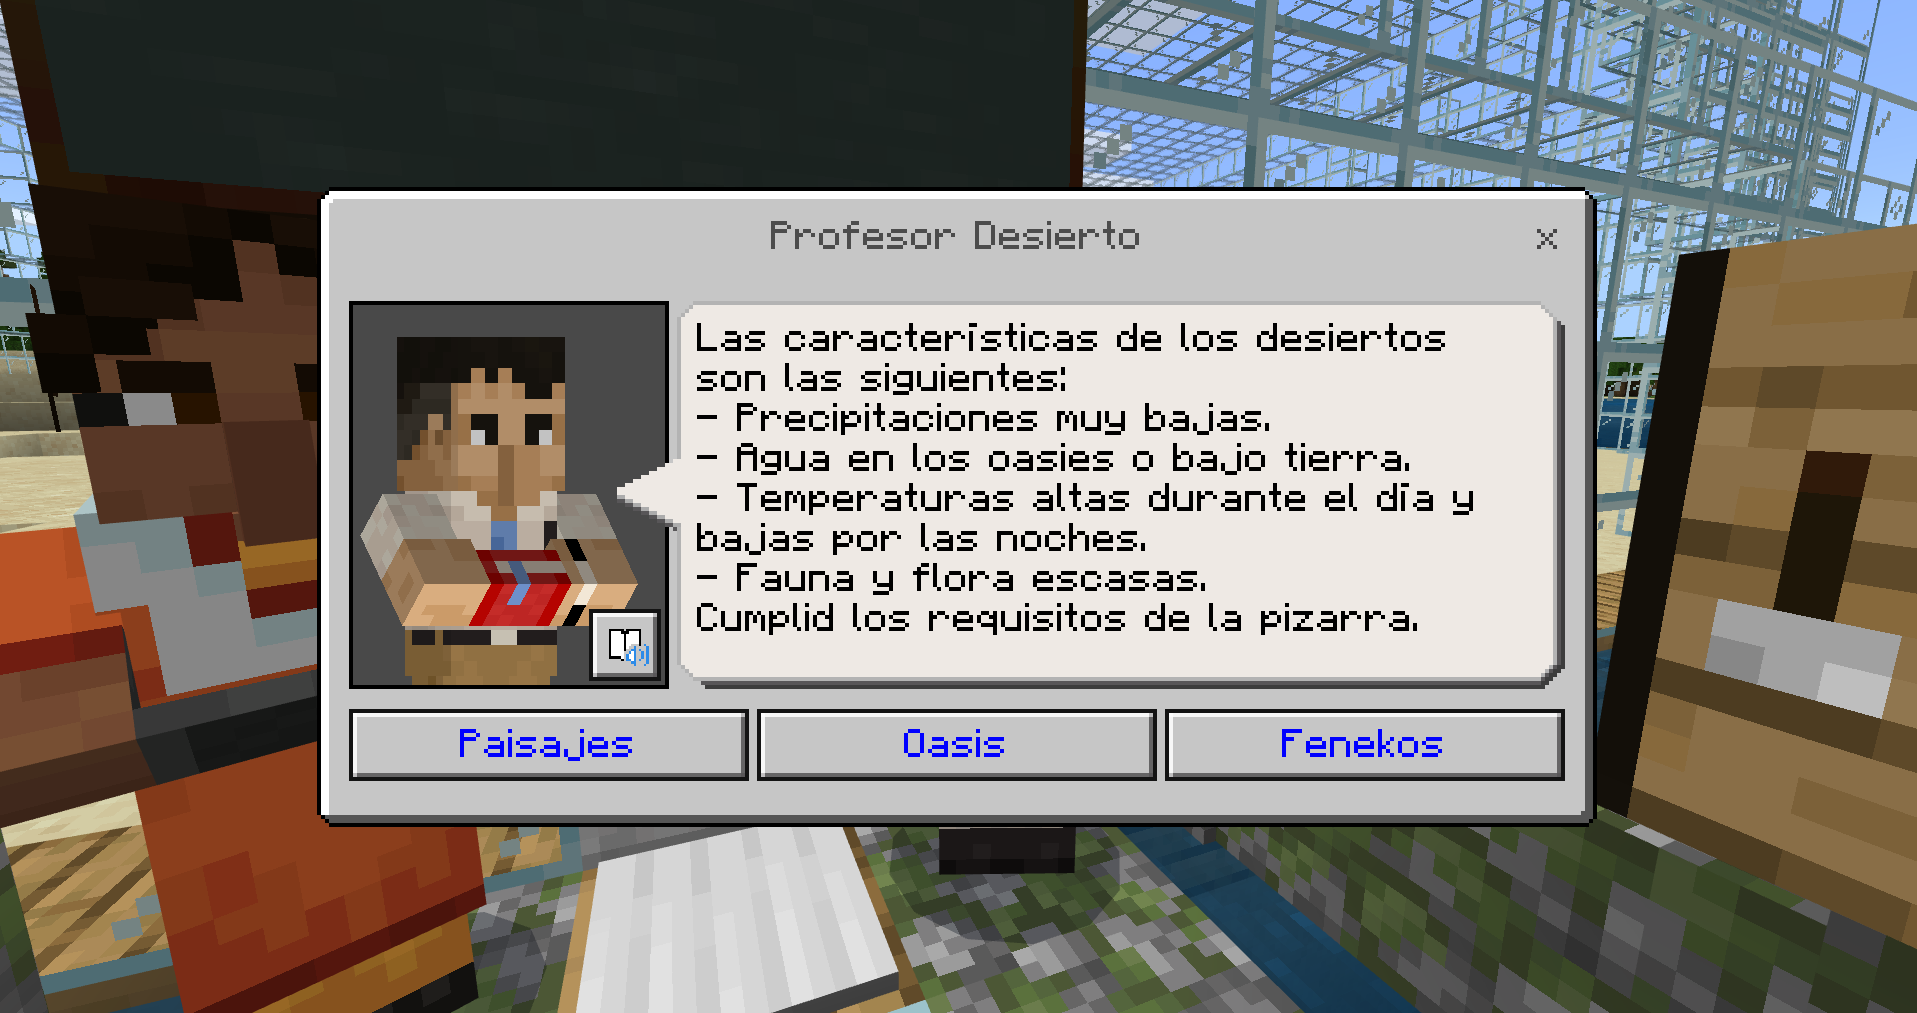 Profesor Desierto
x
Las características de los desiertos
son las siguientes:
- Precipitaciones muy bajas.
- Agua en los oasies o bajo tierra.
- Temperaturas altas durante el día y
bajas por las noches.
- Fauna y flora escasas.
Cumplid los requisitos de la pizarra.
Paisajes
Oasis
Fenekos